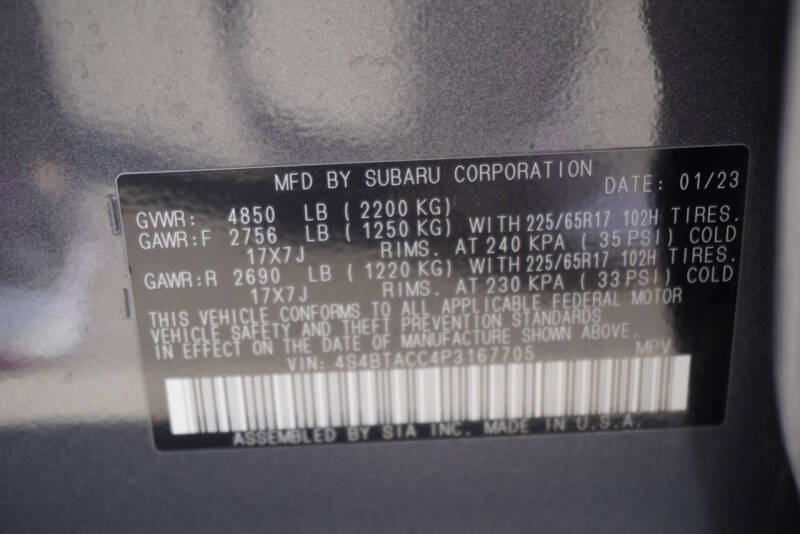 MFD BY SUBARU CORPORATION DATE: 01/23
GVWR: 4850 LB ( 2200 KG)
GAWR:F 2756 LB ( 1250 KG) WITH 225/65R17 102H TIRES.
17X7J RIMS. AT 240 KPA ( 35 PSI) COLD
GAWR:R 2690 LB ( 1220 KG) WITH 225/65R17 102H TIRES.
17X7J RIMS. AT 230 KPA ( 33 PSI) COLD
THIS VEHICLE CONFORMS TO ALL APPLICABLE FEDERAL MOTOR
VEHICLE SAFETY AND THEFT PREVENTION STANDARDS
IN EFFECT ON THE DATE OF MANUFACTURE SHOWN ABOVE.
VIN: 4S4BTACC4P3167705 MPV
ASSEMBLED BY SIA INC. MADE IN U.S.A.